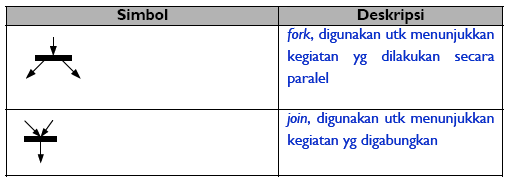 Simbol
Deskripsi
fork, digunakan utk menunjukkan
kegiatan yg dilakukan secara
paralel
join, digunakan utk menunjukkan
kegiatan yg digabungkan